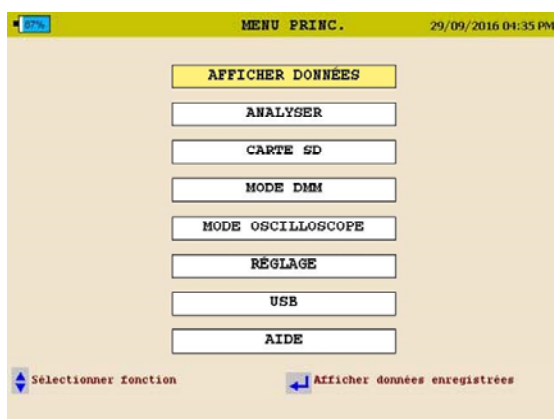 87% MENU PRINC. 29/09/2016 04:35 PM
AFFICHER DONNÉES
ANALYSER
CARTE SD
MODE DMM
MODE OSCILLOSCOPE
RÉGLAGE
USB
AIDE
Sélectionner fonction Afficher données enregistrées